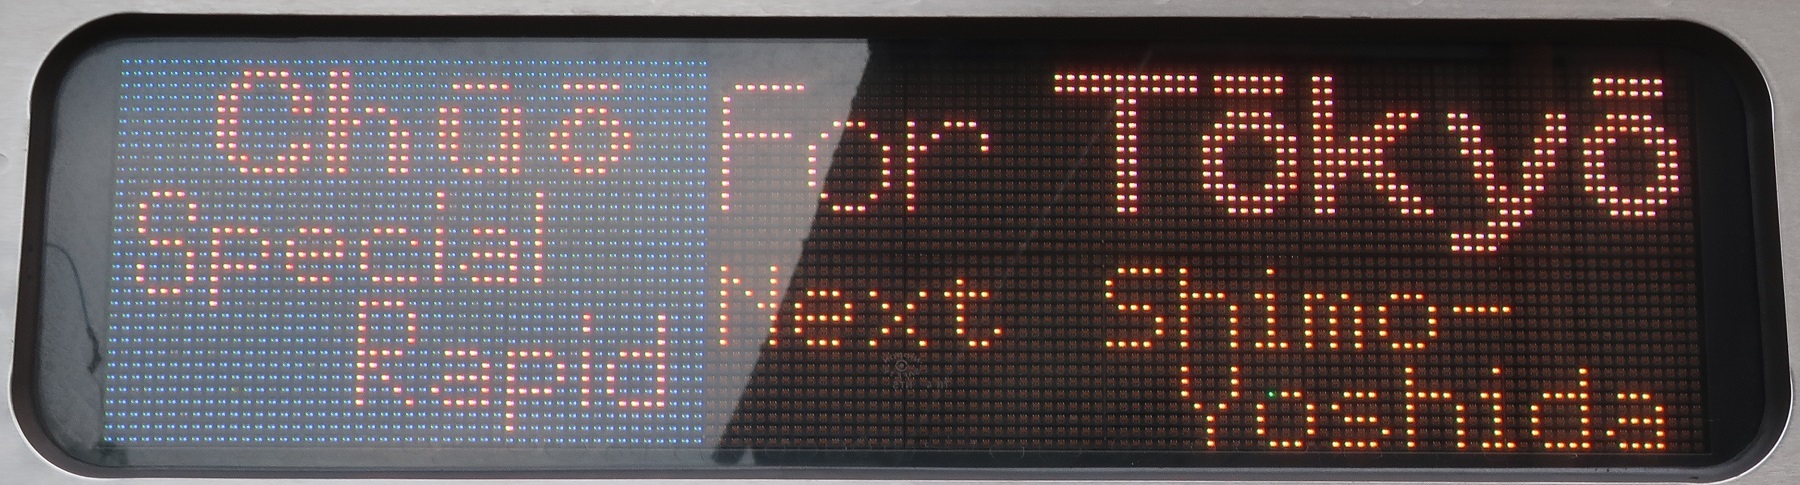 Chūō
Special
Rapid
For Tōkyō
Next Shimo-
Yoshida